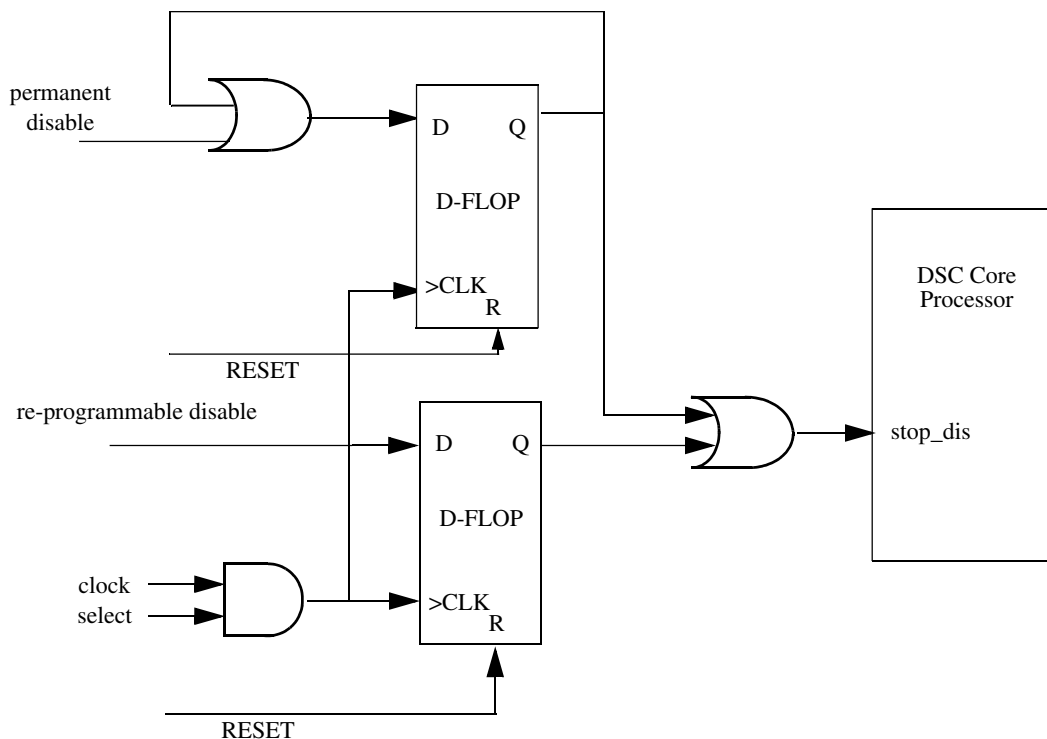 permanent
disable
D Q
D-FLOP
>CLK
R
RESET
DSC Core
Processor
stop_dis
re-programmable disable
D Q
D-FLOP
>CLK
R
clock
select
RESET